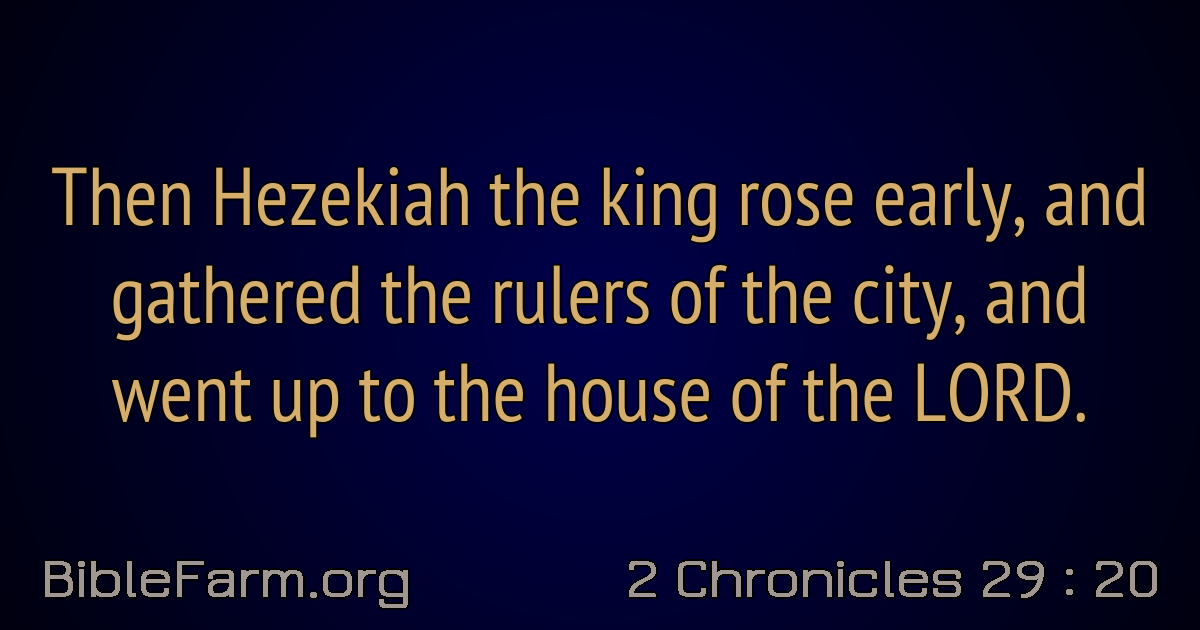 Then Hezekiah the king rose early, and
gathered the rulers of the city, and
went up to the house of the LORD.
BibleFarm.org
2 Chronicles 29 : 20